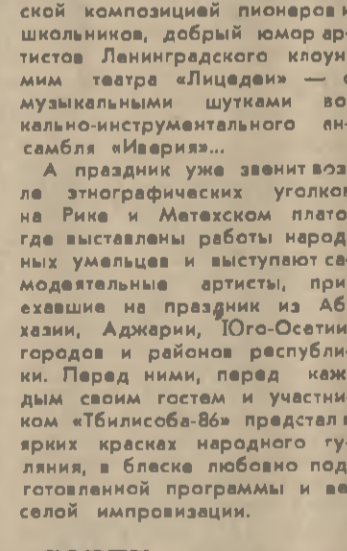 ской композицией пионеров и
школьников, добрый юмор ар-
тистов Ленинградского клоун-
мим театра «Лицедеи» — с
музыкальными шутками во-
кально-инструментального ан-
самбля «Иверия»...
А праздник уже звенит воз-
ле этнографических уголков
на Рике и Метехском плато,
где выставлены работы народ-
ных умельцев и выступают са-
модеятельные артисты, при-
ехавшие на праздник из Аб-
хазии, Аджарии, Юго-Осетии,
городов и районов республи-
ки. Перед ними, перед каж-
дым своим гостем и участни-
ком «Тбилисоба-86» предстал в
ярких красках народного гу-
ляния, в блеске любовно под-
готовленной программы и ве-
селой импровизации.